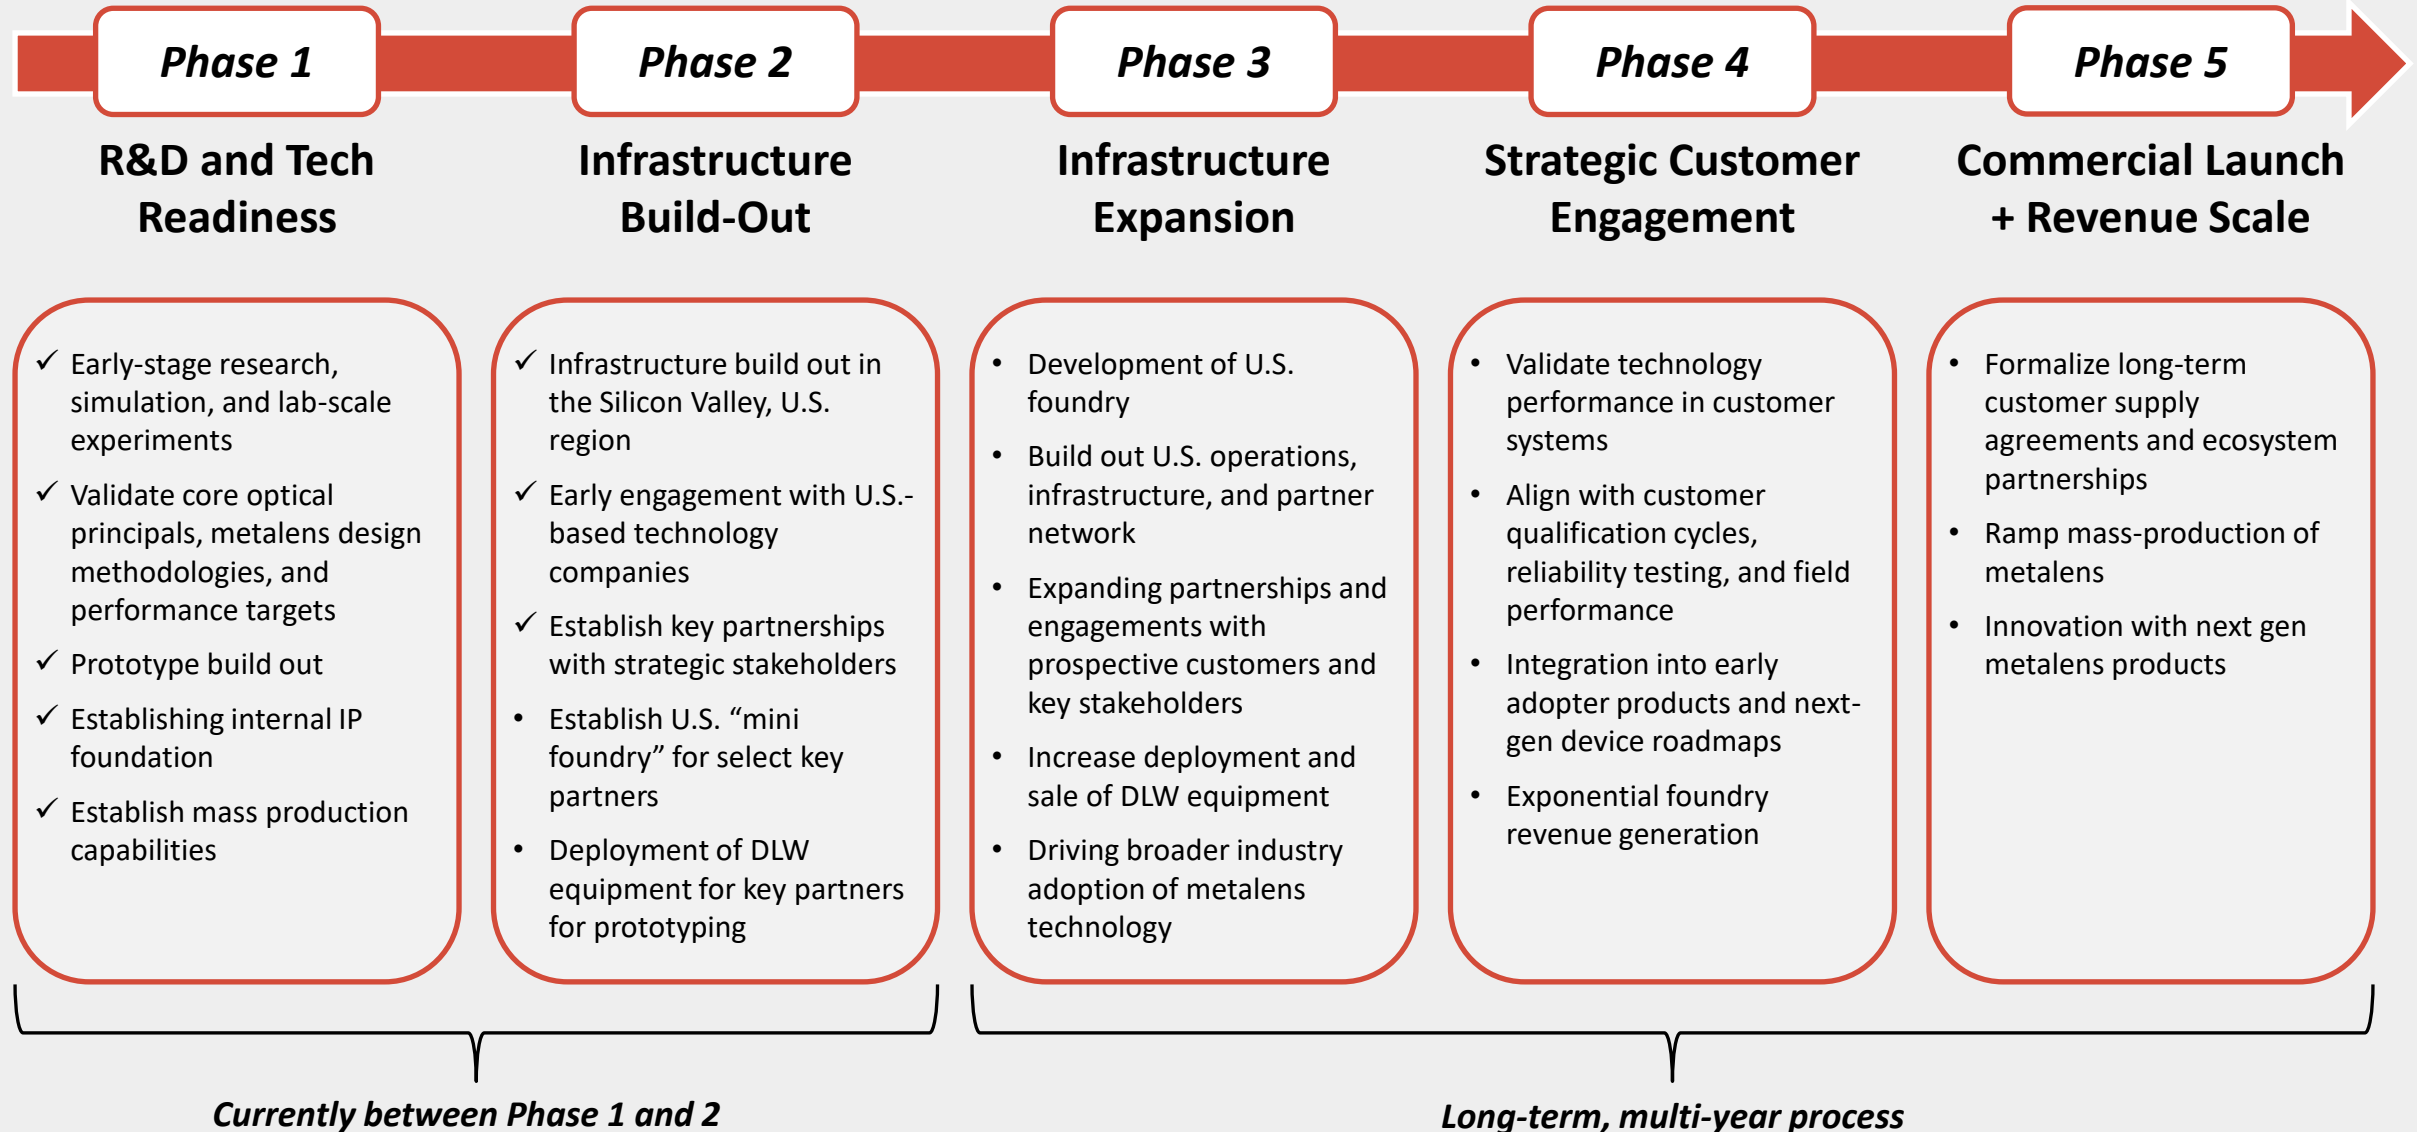 Phase 1
Phase 2
Phase 3
Phase 4
Phase 5
R&D and Tech
Readiness
Infrastructure
Build-Out
Infrastructure
Expansion
Strategic Customer
Engagement
Commercial Launch
+ Revenue Scale
✓ Early-stage research,
simulation, and lab-scale
experiments
✓ Validate core optical
principals, metalens design
methodologies, and
performance targets
✓ Prototype build out
✓ Establishing internal IP
foundation
✓ Establish mass production
capabilities
✓ Infrastructure build out in
the Silicon Valley, U.S.
region
✓ Early engagement with U.S.-
based technology
companies
✓ Establish key partnerships
with strategic stakeholders
• Establish U.S. “mini
foundry” for select key
partners
• Deployment of DLW
equipment for key partners
for prototyping
• Development of U.S.
foundry
• Build out U.S. operations,
infrastructure, and partner
network
• Expanding partnerships and
engagements with
prospective customers and
key stakeholders
• Increase deployment and
sale of DLW equipment
• Driving broader industry
adoption of metalens
technology
• Validate technology
performance in customer
systems
• Align with customer
qualification cycles,
reliability testing, and field
performance
• Integration into early
adopter products and next-
gen device roadmaps
• Exponential foundry
revenue generation
• Formalize long-term
customer supply
agreements and ecosystem
partnerships
• Ramp mass-production of
metalens
• Innovation with next gen
metalens products
Currently between Phase 1 and 2
Long-term, multi-year process